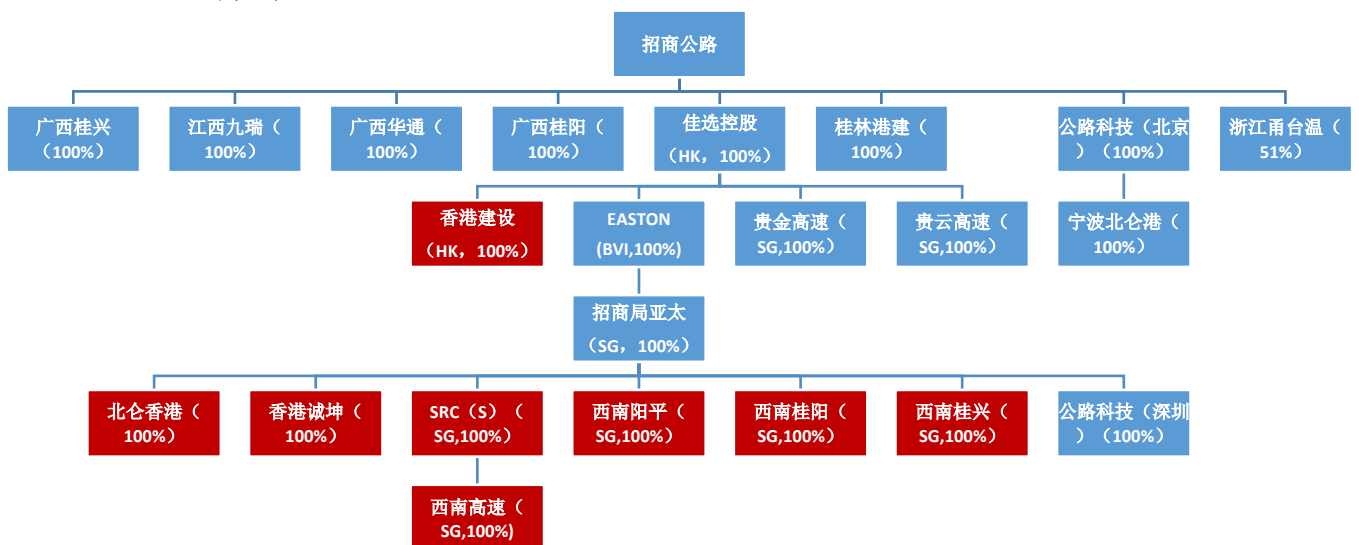 招商公路
广西桂兴
（100%）
江西九瑞（
100%）
广西华通（
100%）
广西桂阳（
100%）
佳选控股
（HK，100%）
桂林港建（
100%）
公路科技（北京
）（100%）
浙江甬台温（
51%）
香港建设
（HK，100%）
EASTON
(BVI,100%)
贵金高速（
SG,100%）
贵云高速（
SG,100%）
宁波北仑港（
100%）
招商局亚太
（SG，100%）
北仑香港（
100%）
香港诚坤（
100%）
SRC（S）（
SG,100%）
西南阳平（
SG,100%）
西南桂阳（
SG,100%）
西南桂兴（
SG,100%）
公路科技（深圳
）（100%）
西南高速（
SG,100%)